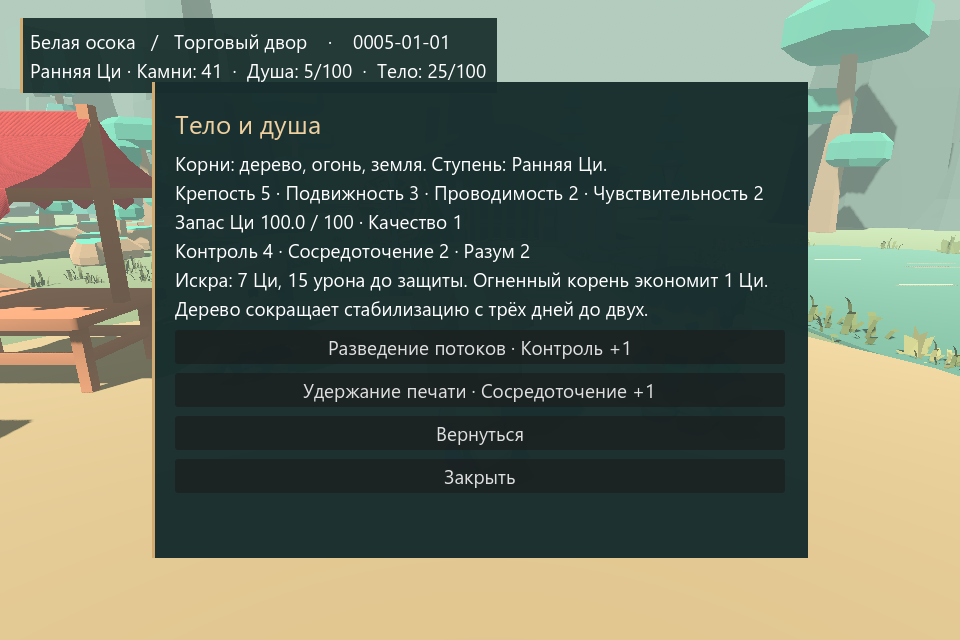 Белая осока / Торговый двор · 0005-01-01
Ранняя Ци · Камни: 41 · Душа: 5/100 · Тело: 25/100
Тело и душа
Корни: дерево, огонь, земля. Ступень: Ранняя Ци.
Крепость 5 · Подвижность 3 · Проводимость 2 · Чувствительность 2
Запас Ци 100.0 / 100 · Качество 1
Контроль 4 · Сосредоточение 2 · Разум 2
Искра: 7 Ци, 15 урона до защиты. Огненный корень экономит 1 Ци.
Дерево сокращает стабилизацию с трёх дней до двух.
Разведение потоков · Контроль +1
Удержание печати · Сосредоточение +1
Вернуться
Закрыть